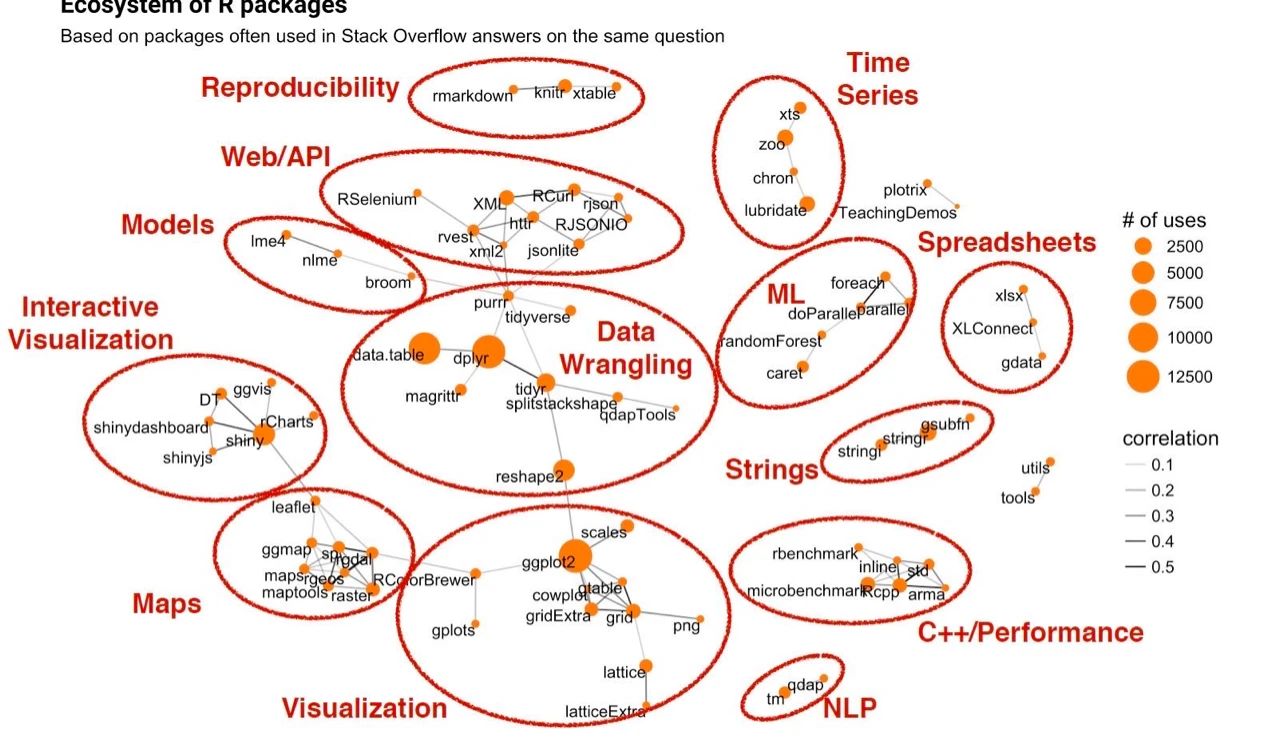 Ecosystem of R packages
Based on packages often used in Stack Overflow answers on the same question
Reproducibility
rmarkdown
knitr
xtable
Time
Series
xts
zoo
chron
lubridate
plotrix
TeachingDemos
Web/API
RSelenium
XML
RCurl
rjson
httr
RJSONIO
rvest
xml2
jsonlite
Models
lme4
nlme
broom
Data
Wrangling
purrr
tidyverse
data.table
dplyr
magrittr
tidyr
splitstackshape
qdapTools
reshape2
ML
foreach
doParallel
parallel
randomForest
caret
Spreadsheets
xlsx
XLConnect
gdata
Interactive
Visualization
DT
ggvis
shinydashboard
rCharts
shiny
shinyjs
Strings
gsubfn
stringr
stringi
utils
tools
Maps
leaflet
ggmap
sp
rgdal
maps
rgeos
maptools
raster
RColorBrewer
gplots
Visualization
scales
ggplot2
gtable
cowplot
gridExtra
grid
png
lattice
latticeExtra
C++/Performance
rbenchmark
inline
std
microbenchmark
Rcpp
arma
NLP
qdap
tm
# of uses
2500
5000
7500
10000
12500
correlation
0.1
0.2
0.3
0.4
0.5